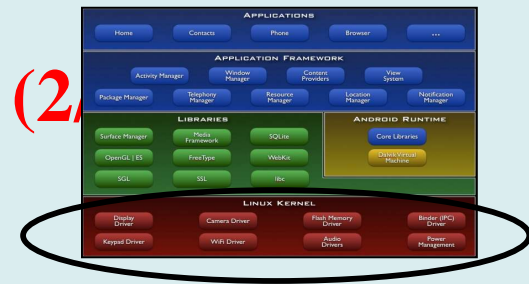 (2/
APPLICATIONS
Home Contacts Phone Browser ...
APPLICATION FRAMEWORK
Activity Manager Window Manager Content Providers View System
Package Manager Telephony Manager Resource Manager Location Manager Notification Manager
LIBRARIES
Surface Manager Media Framework SQLite
OpenGL | ES FreeType WebKit
SGL SSL libc
ANDROID RUNTIME
Core Libraries
Dalvik Virtual Machine
LINUX KERNEL
Display Driver Camera Driver Flash Memory Driver Binder (IPC) Driver
Keypad Driver WiFi Driver Audio Drivers Power Management